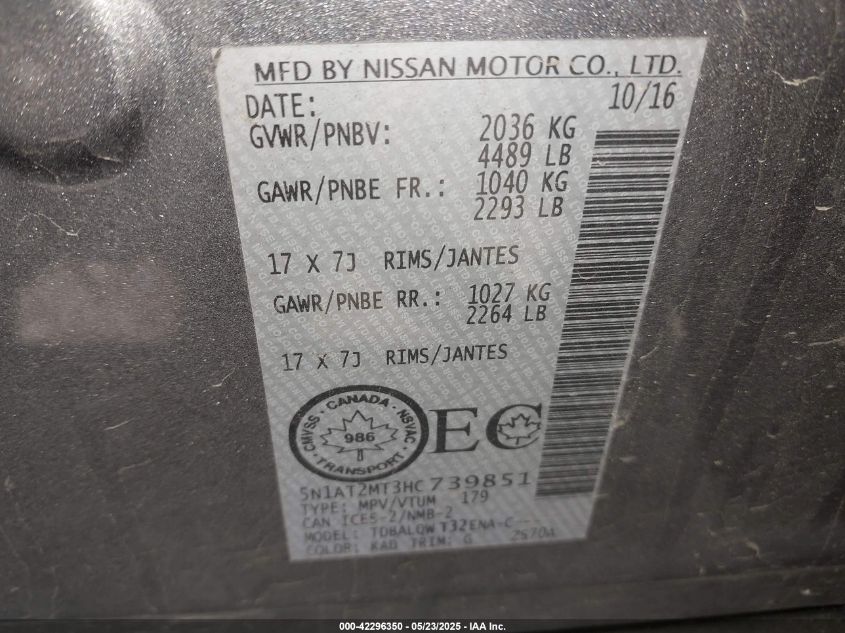 MFD BY NISSAN MOTOR CO., LTD.
DATE: 10/16
GVWR/PNBV: 2036 KG
4489 LB
GAWR/PNBE FR.: 1040 KG
2293 LB
17 X 7J RIMS/JANTES
GAWR/PNBE RR.: 1027 KG
2264 LB
17 X 7J RIMS/JANTES
CANADA
CMVSS · NSVAC
986
TRANSPORT
EC
5N1AT2MT3HC739851
TYPE: MPV/VTUM 179
CAN ICES-2/NMB-2
MODEL: TDBALQWT32ENA-C---
COLOR: KAD TRIM: G 2670A
000-42296350 — 05/23/2025 — IAA Inc.